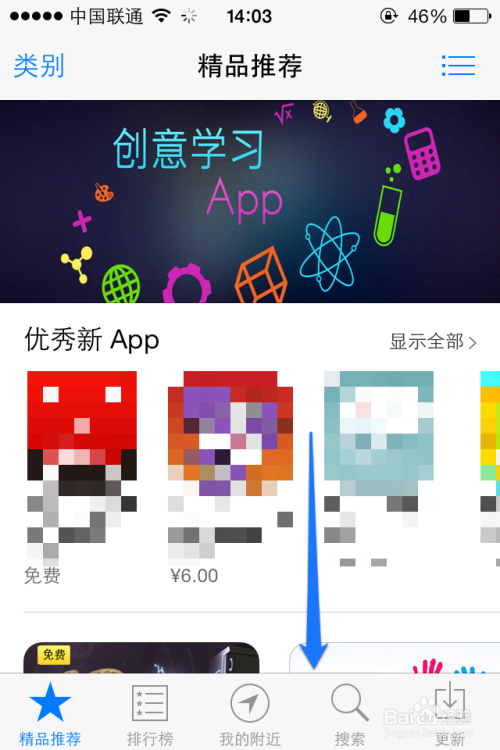 中国联通 14:03 46%
类别 精品推荐
创意学习
App
优秀新 App 显示全部
免费 ¥6.00
免费
精品推荐 排行榜 我的附近 搜索 更新
Baidu 经验
jingyan.baidu.com